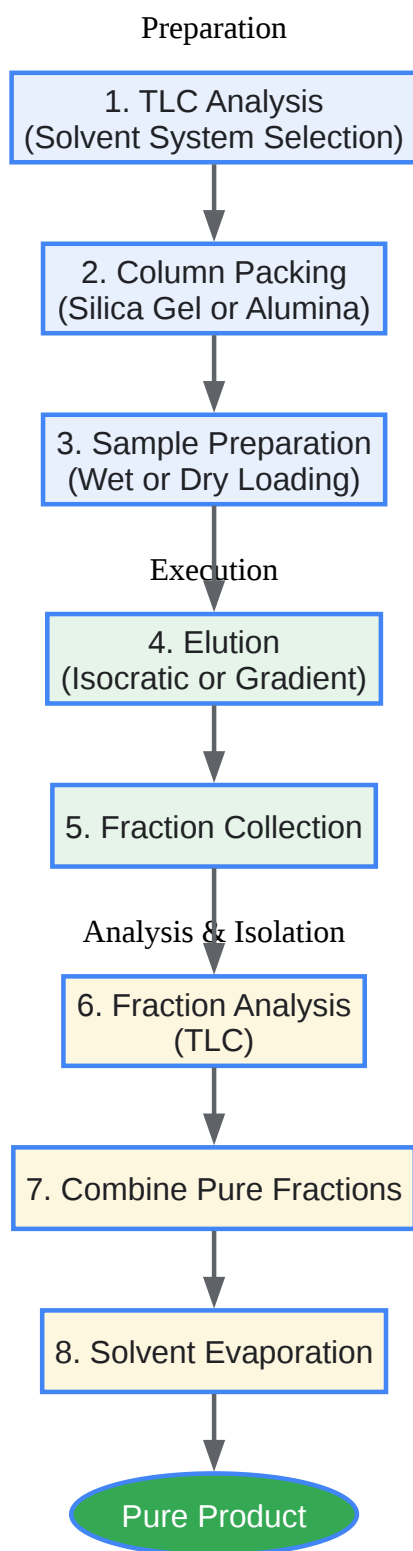 Preparation
1. TLC Analysis
(Solvent System Selection)
2. Column Packing
(Silica Gel or Alumina)
3. Sample Preparation
(Wet or Dry Loading)
Execution
4. Elution
(Isocratic or Gradient)
5. Fraction Collection
Analysis & Isolation
6. Fraction Analysis
(TLC)
7. Combine Pure Fractions
8. Solvent Evaporation
Pure Product